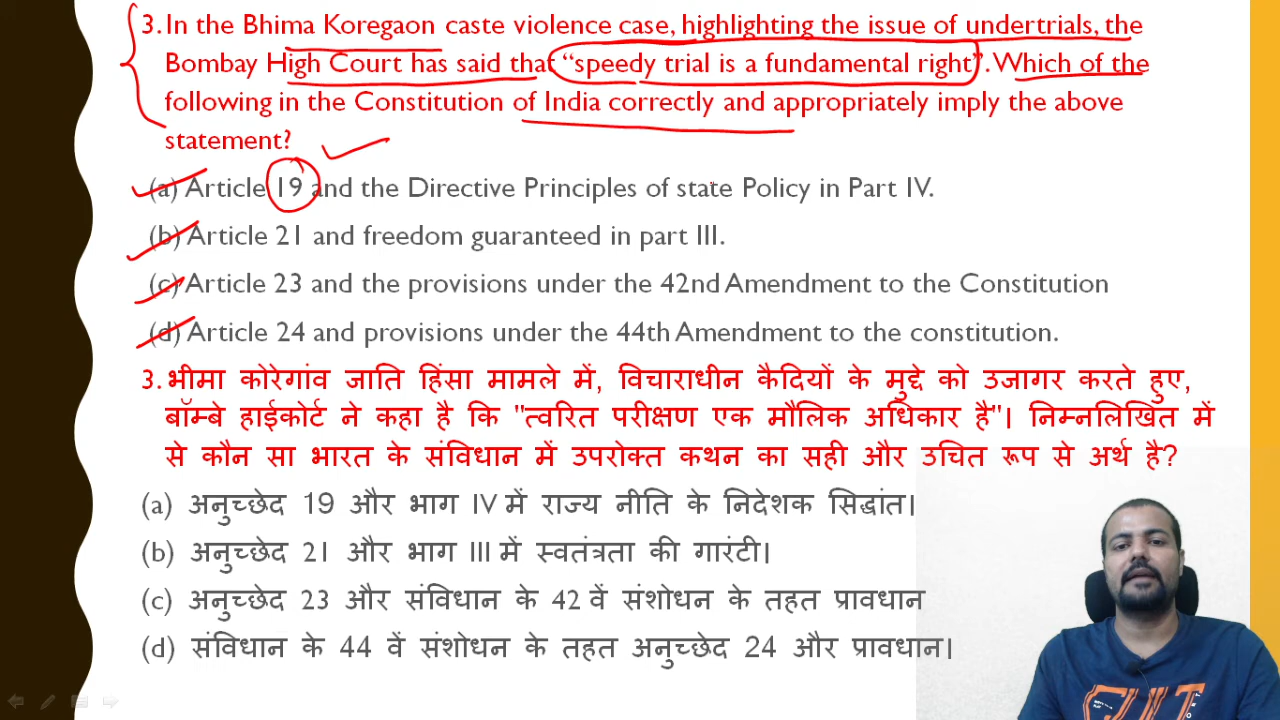 3. In the Bhima Koregaon caste violence case, highlighting the issue of undertrials, the
Bombay High Court has said that “speedy trial is a fundamental right”. Which of the
following in the Constitution of India correctly and appropriately imply the above
statement?
(a) Article 19 and the Directive Principles of state Policy in Part IV.
(b) Article 21 and freedom guaranteed in part III.
(c) Article 23 and the provisions under the 42nd Amendment to the Constitution
(d) Article 24 and provisions under the 44th Amendment to the constitution.
3. भीमा कोरेगांव जाति हिंसा मामले में, विचाराधीन कैदियों के मुद्दे को उजागर करते हुए,
बॉम्बे हाईकोर्ट ने कहा है कि "त्वरित परीक्षण एक मौलिक अधिकार है"। निम्नलिखित में
से कौन सा भारत के संविधान में उपरोक्त कथन का सही और उचित रूप से अर्थ है?
(a) अनुच्छेद 19 और भाग IV में राज्य नीति के निदेशक सिद्धांत।
(b) अनुच्छेद 21 और भाग III में स्वतंत्रता की गारंटी।
(c) अनुच्छेद 23 और संविधान के 42 वें संशोधन के तहत प्रावधान
(d) संविधान के 44 वें संशोधन के तहत अनुच्छेद 24 और प्रावधान।
CULT